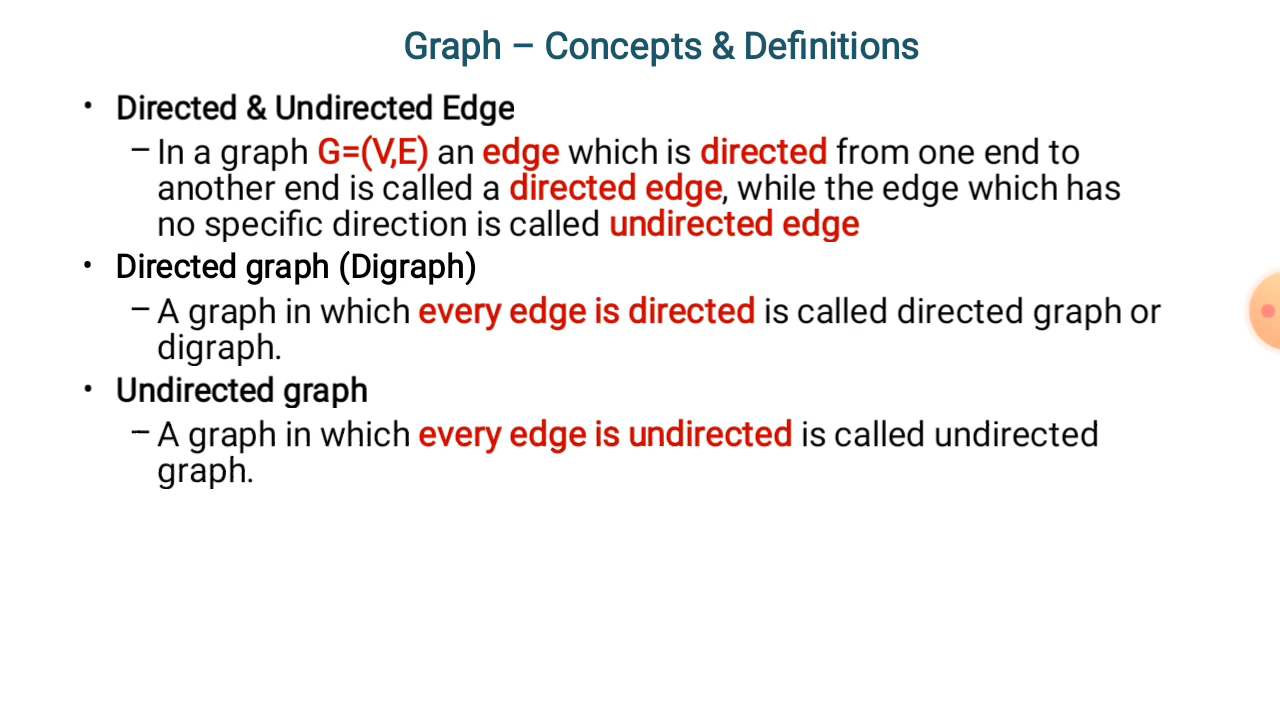 Graph – Concepts & Definitions
• Directed & Undirected Edge
– In a graph G=(V,E) an edge which is directed from one end to
another end is called a directed edge, while the edge which has
no specific direction is called undirected edge
• Directed graph (Digraph)
– A graph in which every edge is directed is called directed graph or
digraph.
• Undirected graph
– A graph in which every edge is undirected is called undirected
graph.